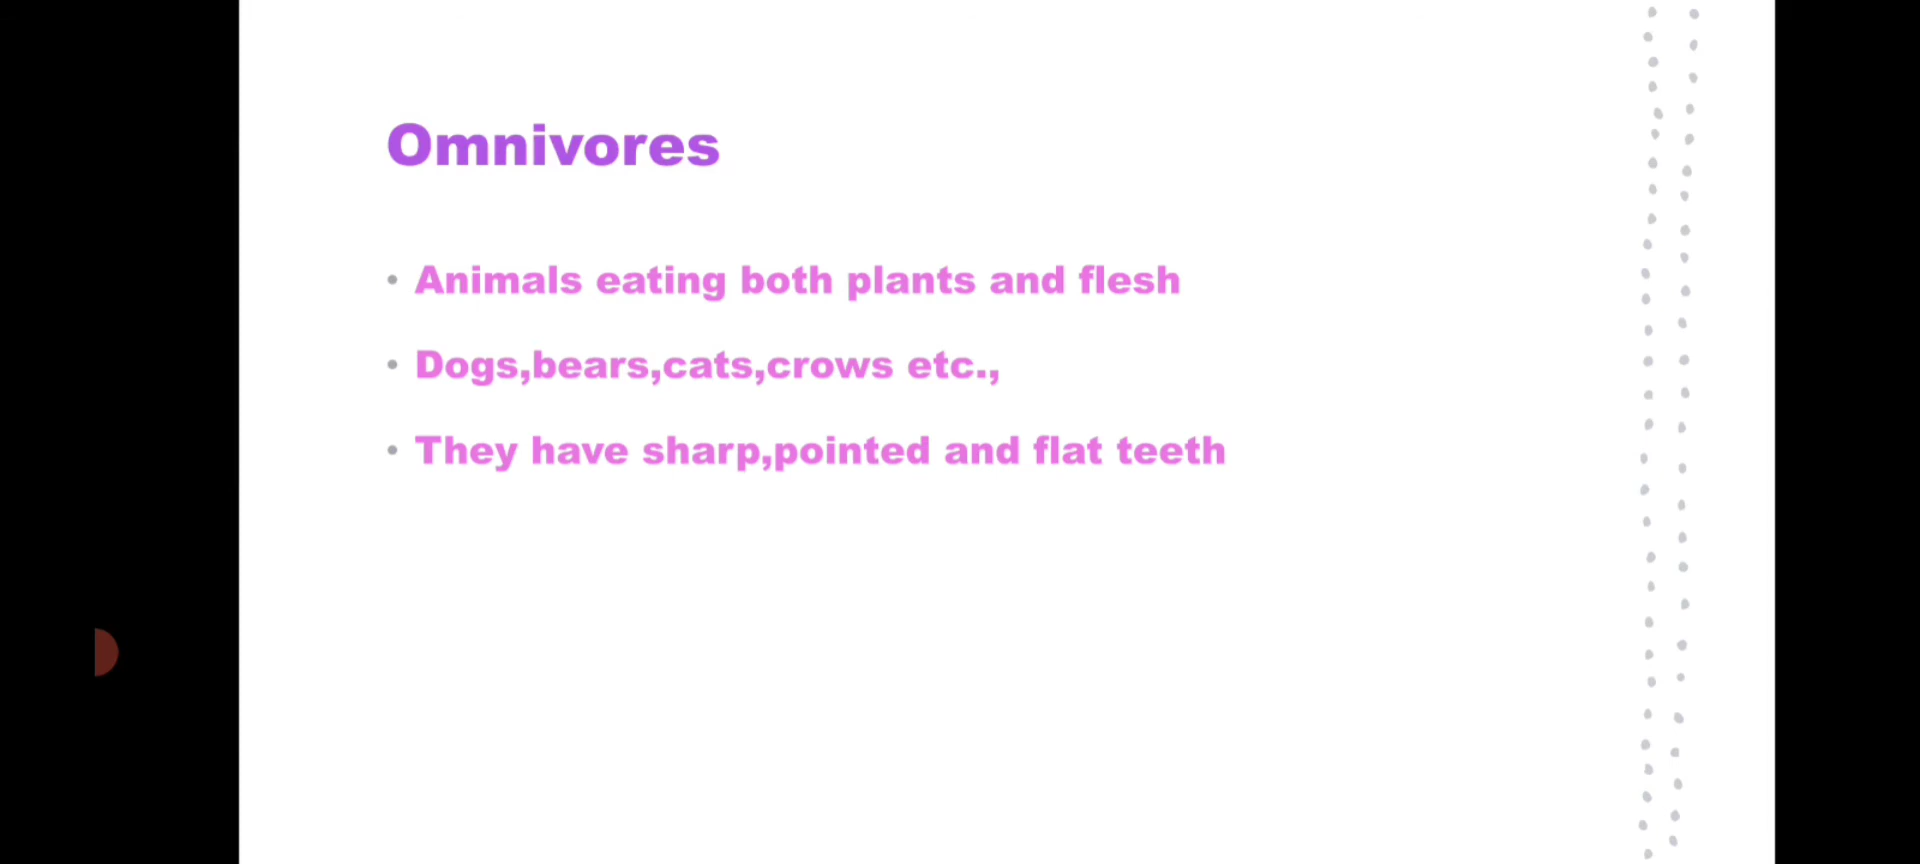 Omnivores
• Animals eating both plants and flesh
• Dogs,bears,cats,crows etc.,
• They have sharp,pointed and flat teeth